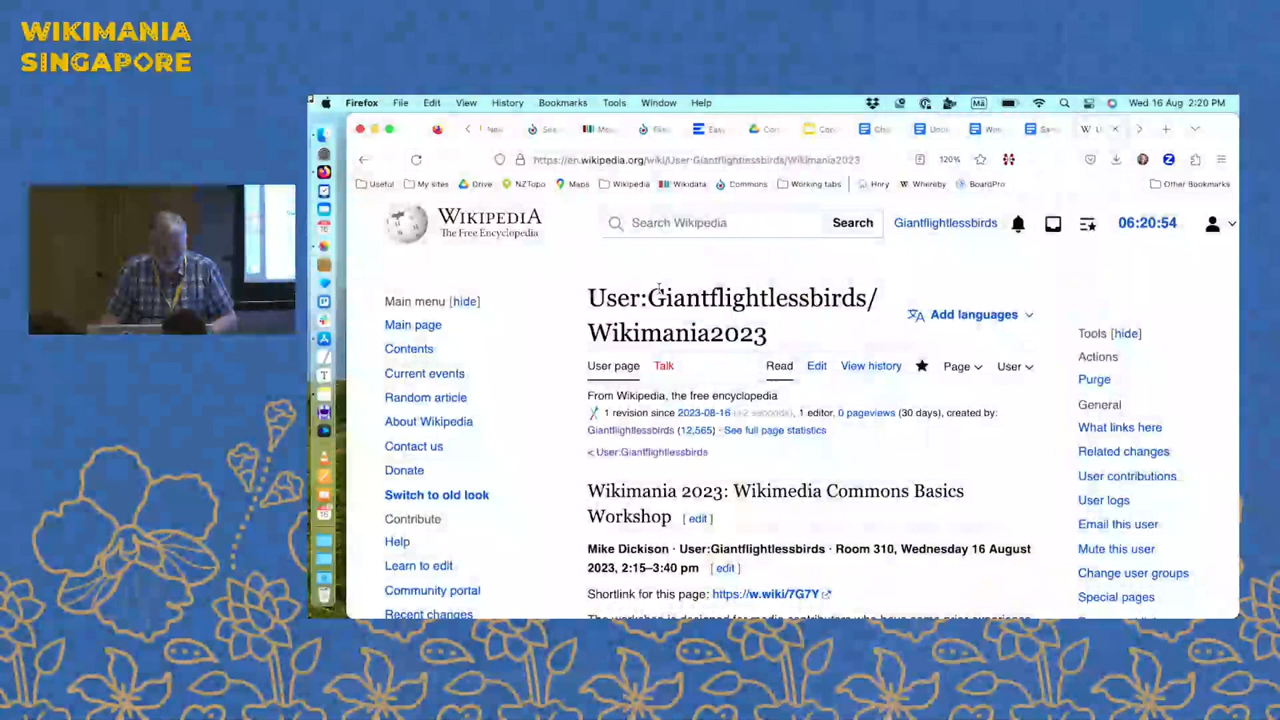 WIKIMANIA
SINGAPORE
Firefox File Edit View History Bookmarks Tools Window Help Wed 16 Aug 2:20 PM
https://en.wikipedia.org/wiki/User:Giantflightlessbirds/Wikimania2023 120%
Useful My sites Drive NZTopo Maps Wikipedia Wikidata Commons Working tabs Hnry Whereby BoardPro Other Bookmarks
WIKIPEDIA
The Free Encyclopedia
Search Wikipedia Search Giantflightlessbirds 06:20:54
Main menu [hide]
Main page
Contents
Current events
Random article
About Wikipedia
Contact us
Donate
Switch to old look
Contribute
Help
Learn to edit
Community portal
Recent changes
User:Giantflightlessbirds/
Wikimania2023
Add languages
User page Talk Read Edit View history Page User
From Wikipedia, the free encyclopedia
1 revision since 2023-08-16 (+2 seconds), 1 editor, 0 pageviews (30 days), created by:
Giantflightlessbirds (12,565) · See full page statistics
< User:Giantflightlessbirds
Wikimania 2023: Wikimedia Commons Basics
Workshop [edit]
Mike Dickison · User:Giantflightlessbirds · Room 310, Wednesday 16 August
2023, 2:15–3:40 pm [edit]
Shortlink for this page: https://w.wiki/7G7Y
Tools [hide]
Actions
Purge
General
What links here
Related changes
User contributions
User logs
Email this user
Mute this user
Change user groups
Special pages